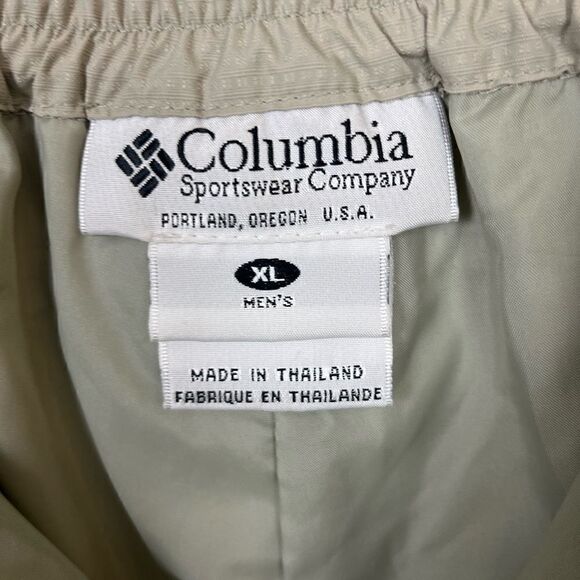 Columbia
Sportswear Company
PORTLAND, OREGON U.S.A.
XL
MEN'S
MADE IN THAILAND
FABRIQUE EN THAILANDE